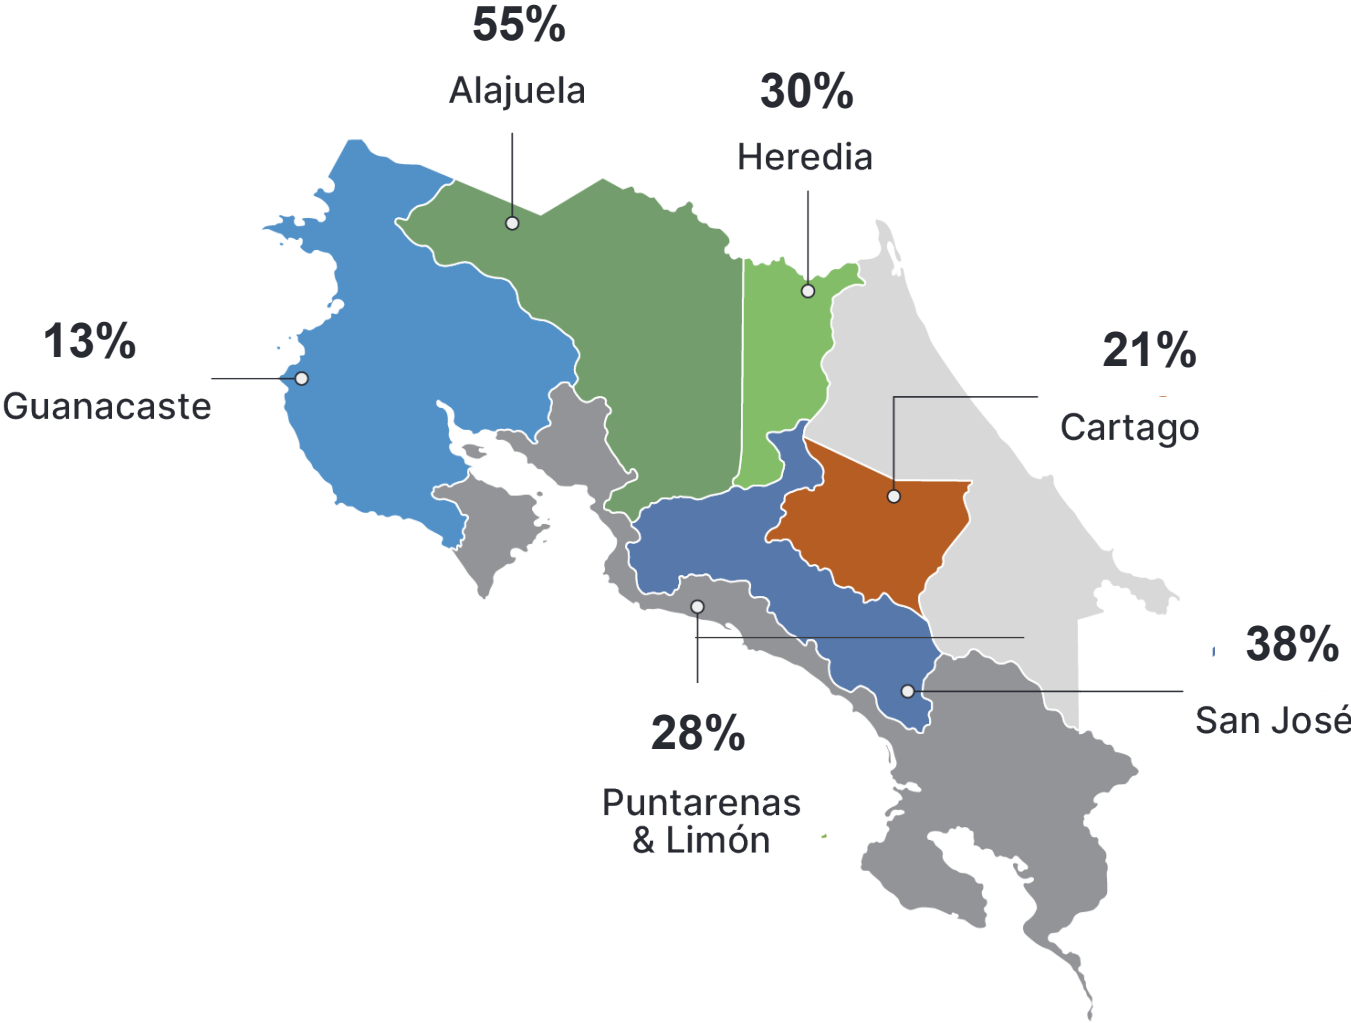 55%
Alajuela
30%
Heredia
13%
Guanacaste
21%
Cartago
38%
San José
28%
Puntarenas
& Limón